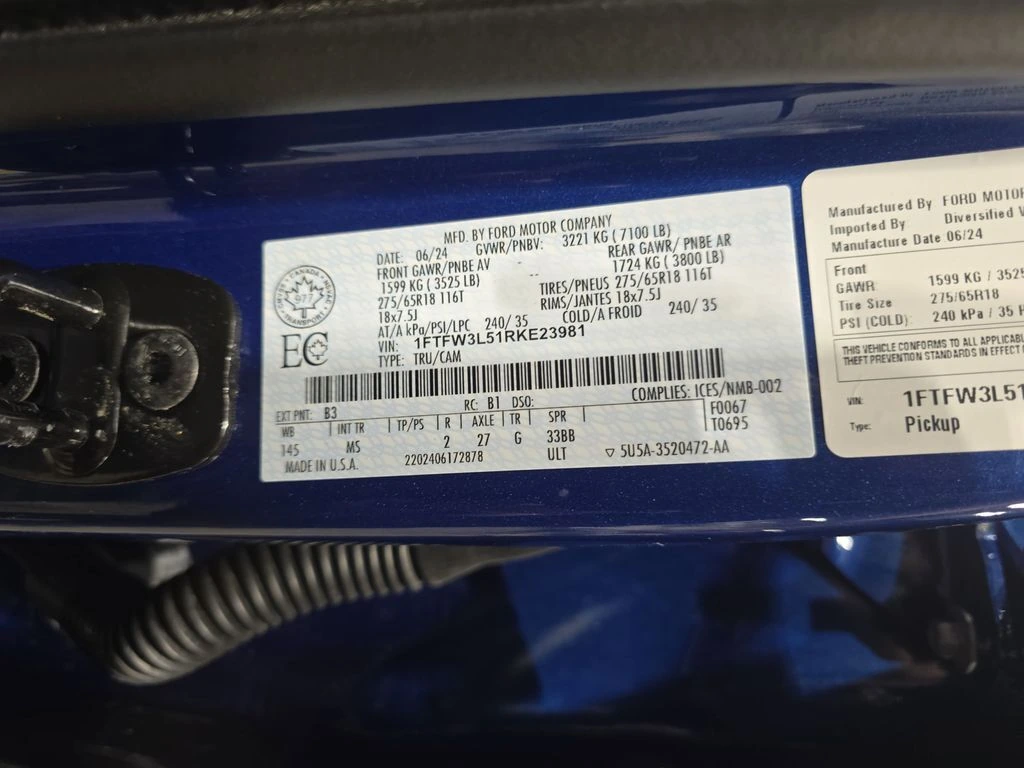 MFD. BY FORD MOTOR COMPANY
DATE: 06/24 GVWR/PNBV: 3221 KG ( 7100 LB)
FRONT GAWR/PNBE AV -- REAR GAWR/ PNBE AR
1599 KG ( 3525 LB) 1724 KG ( 3800 LB)
275/65R18 116T -- TIRES/PNEUS 275/65R18 116T
18x7.5J RIMS/JANTES 18x7.5J
AT/A kPa/PSI/LPC 240/ 35 COLD/A FROID 240/ 35
VIN: 1FTFW3L51RKE23981
TYPE: TRU/CAM
CANADA
977
TRANSPORT
EC
RC: B1 DSO: COMPLIES: ICES/NMB-002
EXT PNT: B3 F0067
WB INT TR TP/PS R AXLE TR SPR T0695
145 MS 2 27 G 33BB
MADE IN U.S.A. 2202406172878 ULT ▽ 5U5A-3520472-AA
Manufactured By FORD MOTOR
Imported By Diversified V
Manufacture Date 06/24
Front
GAWR: 1599 KG / 3525
Tire Size 275/65R18
PSI (COLD): 240 kPa / 35 P
THIS VEHICLE CONFORMS TO ALL APPLICABL
THEFT PREVENTION STANDARDS IN EFFECT
VIN: 1FTFW3L51
Type: Pickup